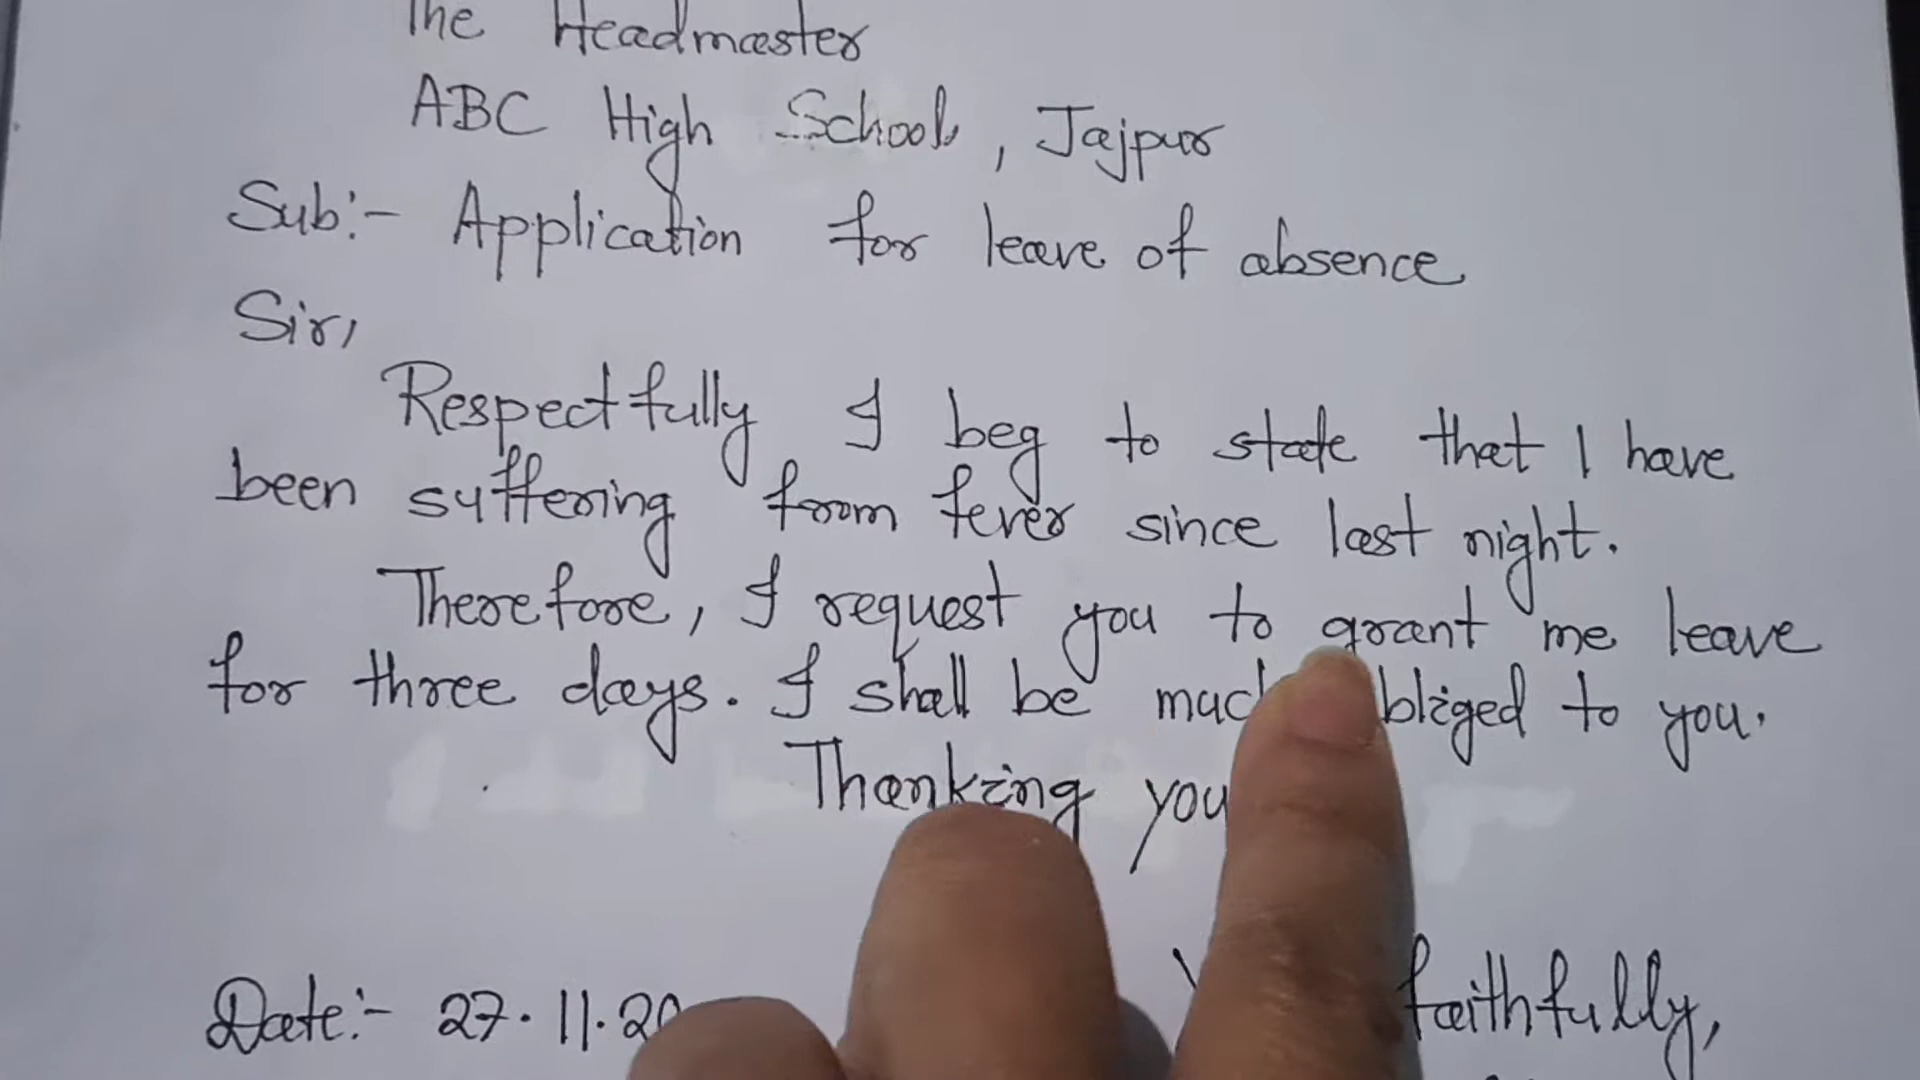 The Headmaster
ABC High School, Jajpur
Sub:- Application for leave of absence
Sir,
Respectfully I beg to state that I have
been suffering from fever since last night.
Therefore, I request you to grant me leave
for three days. I shall be to you.
Thanking you
Date:- 27.11.20
faithfully,